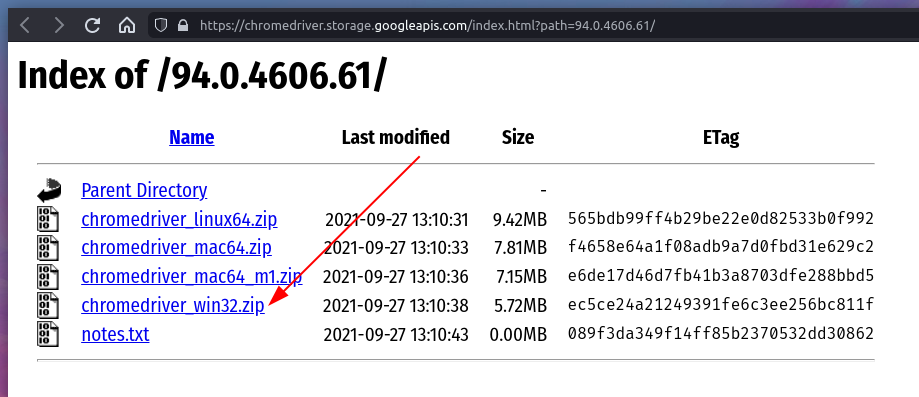 https://chromedriver.storage.googleapis.com/index.html?path=94.0.4606.61/
Index of /94.0.4606.61/
Name Last modified Size ETag
Parent Directory -
chromedriver_linux64.zip 2021-09-27 13:10:31 9.42MB 565bdb99ff4b29be22e0d82533b0f992
chromedriver_mac64.zip 2021-09-27 13:10:33 7.81MB f4658e64a1f08adb9a7d0fbd31e629c2
chromedriver_mac64_m1.zip 2021-09-27 13:10:36 7.15MB e6de17d46d7fb41b3a8703dfe288bbd5
chromedriver_win32.zip 2021-09-27 13:10:38 5.72MB ec5ce24a21249391fe6c3ee256bc811f
notes.txt 2021-09-27 13:10:43 0.00MB 089f3da349f14ff85b2370532dd30862